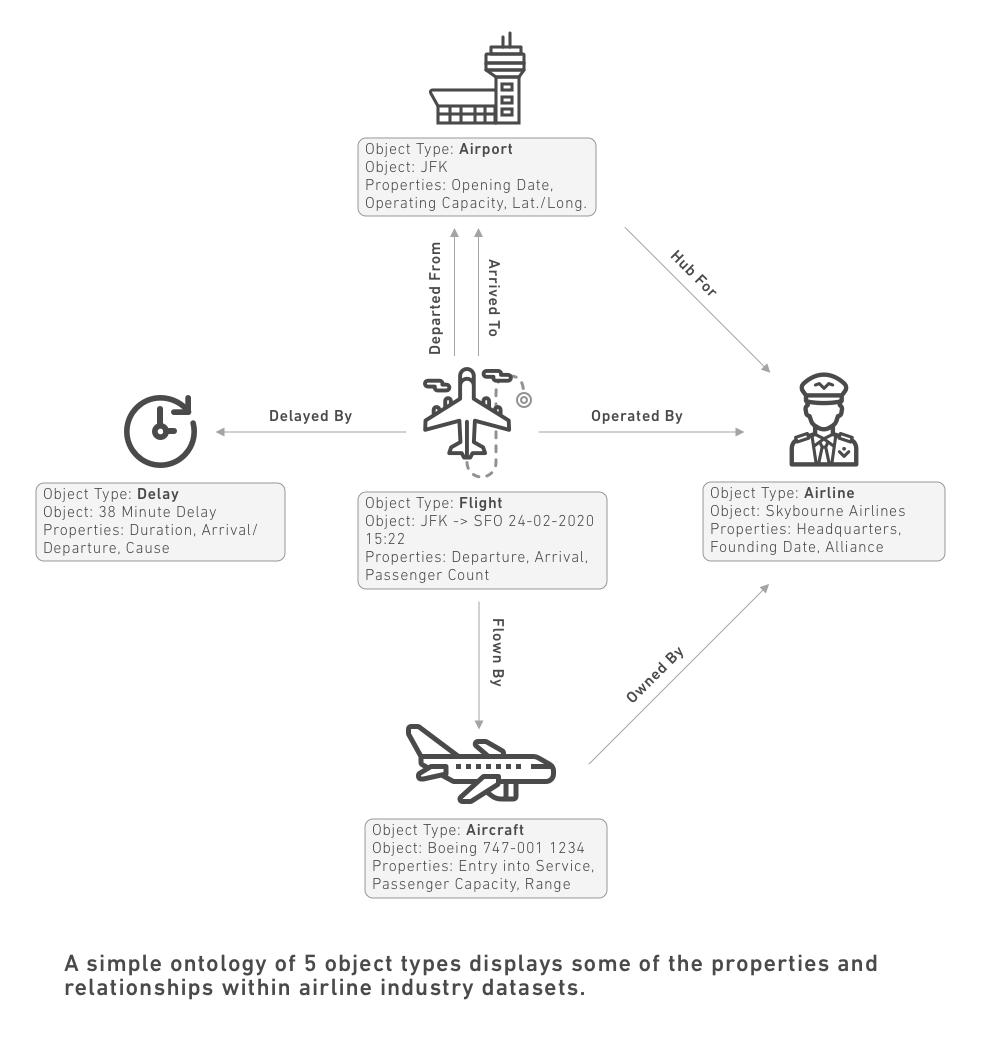 Object Type: Airport
Object: JFK
Properties: Opening Date,
Operating Capacity, Lat./Long.
Departed From
Arrived To
Hub For
Delayed By
Operated By
Object Type: Delay
Object: 38 Minute Delay
Properties: Duration, Arrival/
Departure, Cause
Object Type: Flight
Object: JFK -> SFO 24-02-2020
15:22
Properties: Departure, Arrival,
Passenger Count
Object Type: Airline
Object: Skybourne Airlines
Properties: Headquarters,
Founding Date, Alliance
Flown By
Owned By
Object Type: Aircraft
Object: Boeing 747-001 1234
Properties: Entry into Service,
Passenger Capacity, Range
A simple ontology of 5 object types displays some of the properties and
relationships within airline industry datasets.